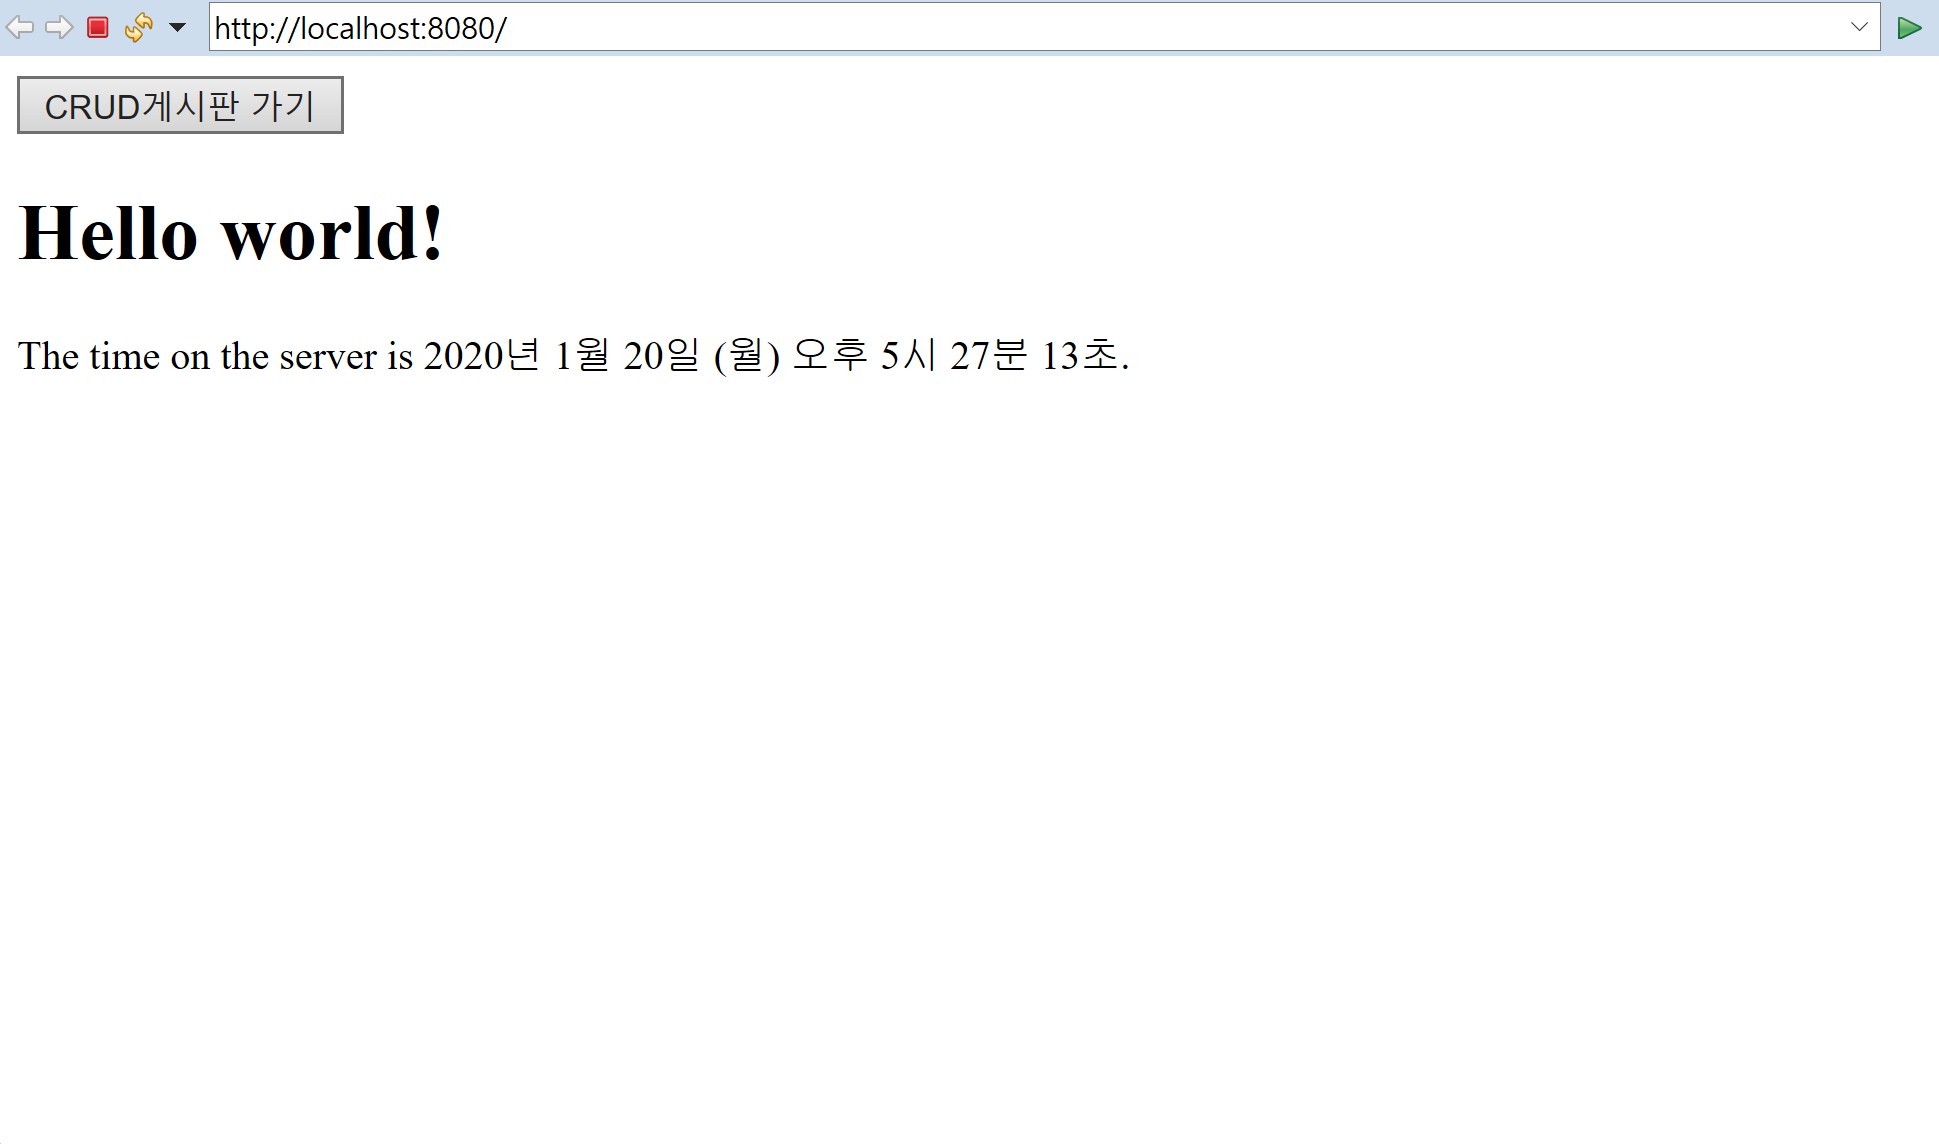 http://localhost:8080/
CRUD게시판 가기
Hello world!
The time on the server is 2020년 1월 20일 (월) 오후 5시 27분 13초.